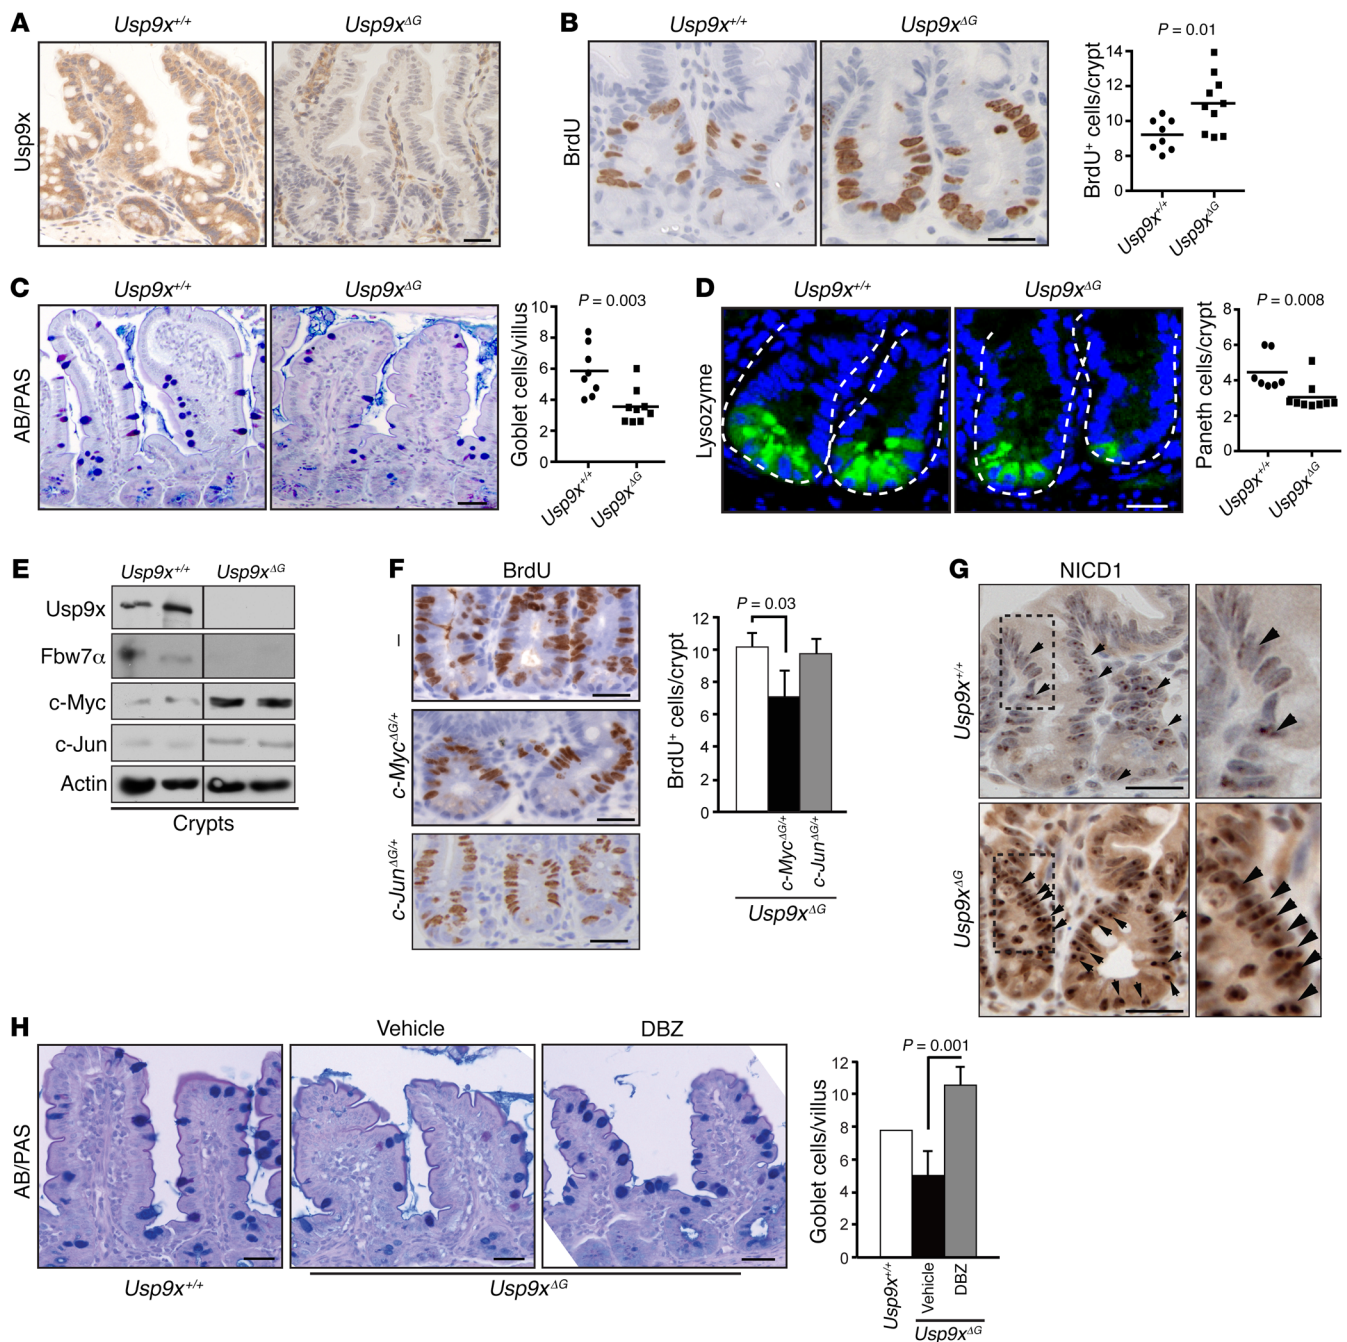 A
Usp9x+/+
Usp9xΔG
Usp9x
B
Usp9x+/+
Usp9xΔG
BrdU
P = 0.01
BrdU+ cells/crypt
14
12
10
8
0
Usp9x+/+
Usp9xΔG
C
Usp9x+/+
Usp9xΔG
AB/PAS
P = 0.003
Goblet cells/villus
10
8
6
4
2
0
Usp9x+/+
Usp9xΔG
D
Usp9x+/+
Usp9xΔG
Lysozyme
P = 0.008
Paneth cells/crypt
8
6
4
2
0
Usp9x+/+
Usp9xΔG
E
Usp9x+/+
Usp9xΔG
Usp9x
Fbw7α
c-Myc
c-Jun
Actin
Crypts
F
BrdU
–
c-MycΔG/+
c-JunΔG/+
P = 0.03
BrdU+ cells/crypt
12
10
8
6
4
2
0
c-MycΔG/+
c-JunΔG/+
Usp9xΔG
G
NICD1
Usp9x+/+
Usp9xΔG
H
Vehicle
DBZ
AB/PAS
Usp9x+/+
Usp9xΔG
P = 0.001
Goblet cells/villus
12
10
8
6
4
2
0
Usp9x+/+
Vehicle
DBZ
Usp9xΔG